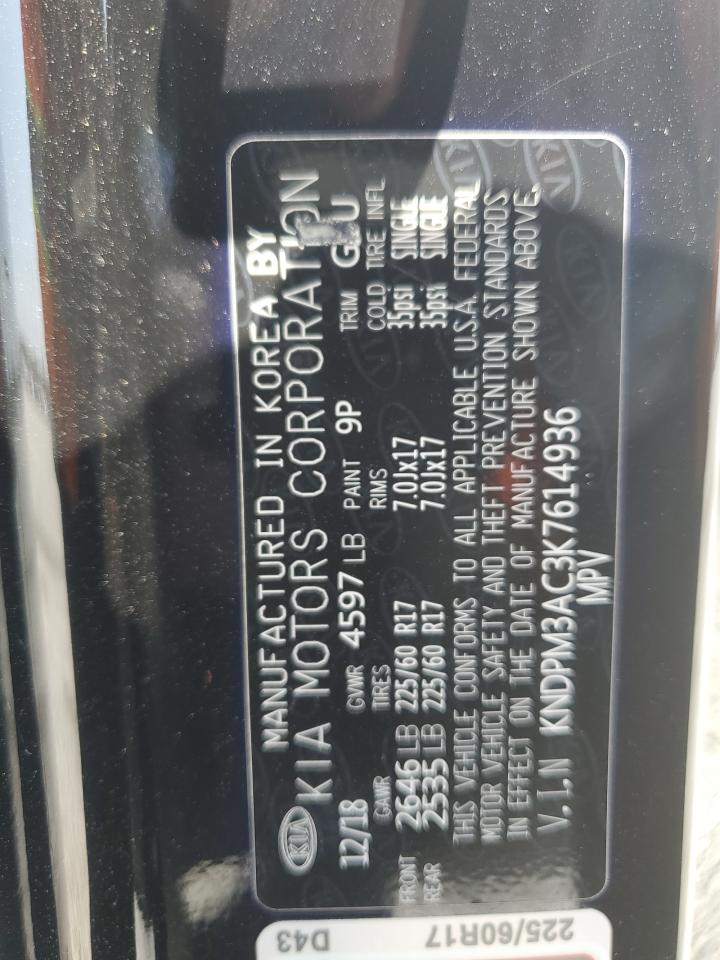 KIA
MANUFACTURED IN KOREA BY
KIA MOTORS CORPORATION
12/18 GVWR 4597 LB PAINT 9P TRIM
GAWR TIRES RIMS COLD TIRE INFL
FRONT 2646 LB 225/60 R17 7.0Jx17 35psi SINGLE
REAR 2535 LB 225/60 R17 7.0Jx17 35psi SINGLE
THIS VEHICLE CONFORMS TO ALL APPLICABLE U.S.A. FEDERAL
MOTOR VEHICLE SAFETY AND THEFT PREVENTION STANDARDS
IN EFFECT ON THE DATE OF MANUFACTURE SHOWN ABOVE.
V.I.N KNDPM3AC3K7614936
MPV
225/60R17
D43